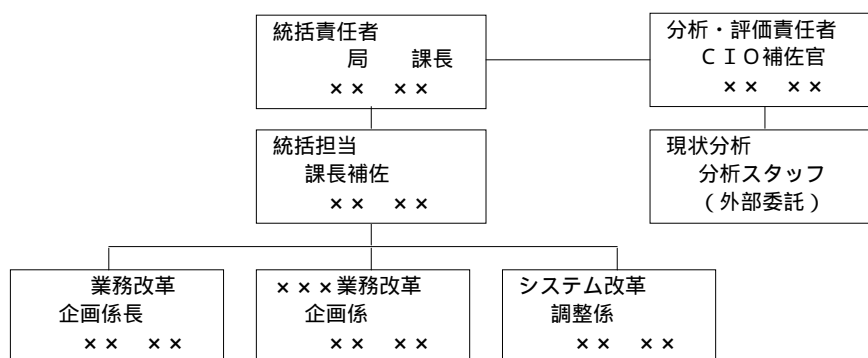 統括責任者
局 課長
×× ××
分析・評価責任者
CIO補佐官
×× ××
統括担当
課長補佐
×× ××
現状分析
分析スタッフ
(外部委託)
業務改革
企画係長
×× ××
×××業務改革
企画係
×× ××
システム改革
調整係
×× ××